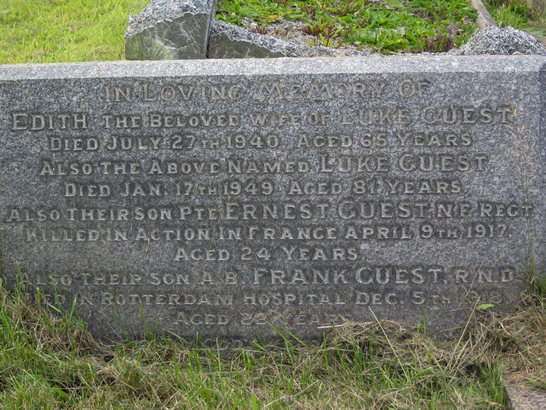 IN LOVING MEMORY OF
EDITH THE BELOVED WIFE OF LUKE GUEST
DIED JULY 27TH 1940, AGED 65 YEARS
ALSO THE ABOVE NAMED LUKE GUEST
DIED JAN. 17TH 1949, AGED 81 YEARS
ALSO THEIR SON PTE ERNEST GUEST N.F. REGT.
KILLED IN ACTION IN FRANCE APRIL 9TH 1917.
AGED 24 YEARS
ALSO THEIR SON A.B. FRANK GUEST, R.N.D.
DIED IN ROTTERDAM HOSPITAL DEC. 5TH
AGED YEARS